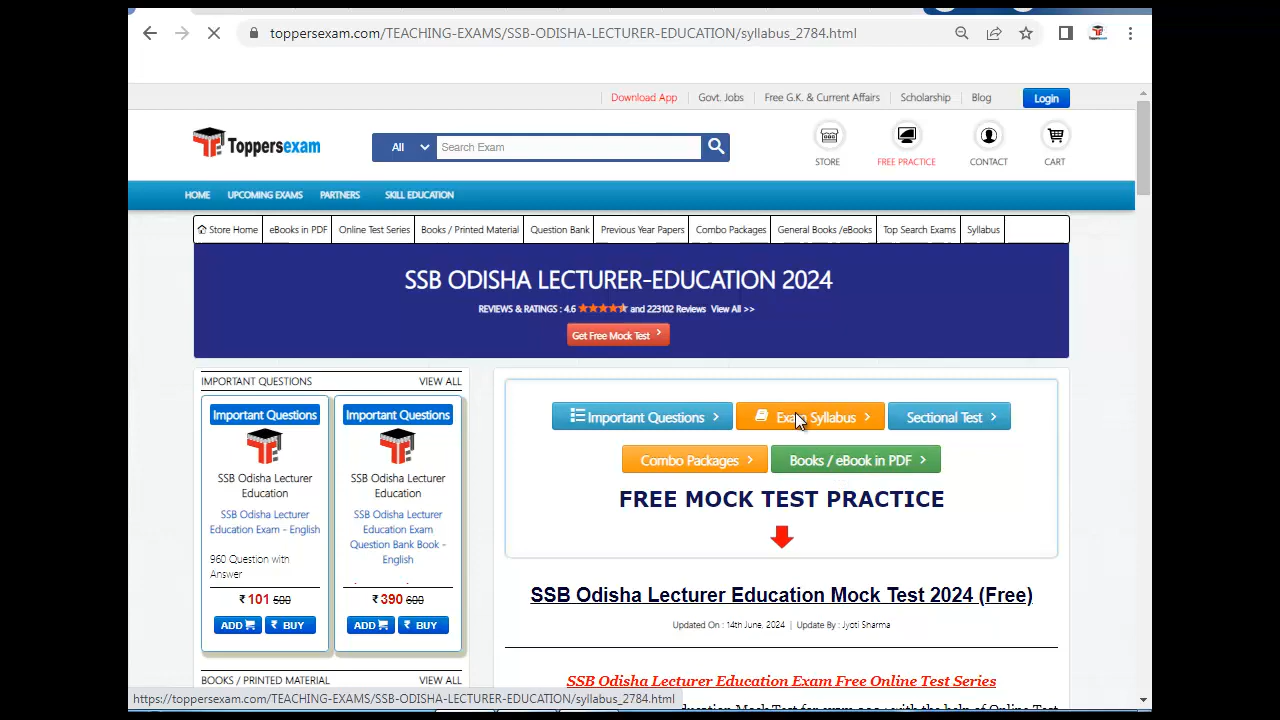 toppersexam.com/TEACHING-EXAMS/SSB-ODISHA-LECTURER-EDUCATION/syllabus_2784.html
Download App Govt. Jobs Free G.K. & Current Affairs Scholarship Blog Login
Toppersexam All Search Exam
STORE FREE PRACTICE CONTACT CART
HOME UPCOMING EXAMS PARTNERS SKILL EDUCATION
Store Home eBooks in PDF Online Test Series Books / Printed Material Question Bank Previous Year Papers Combo Packages General Books /eBooks Top Search Exams Syllabus
SSB ODISHA LECTURER-EDUCATION 2024
REVIEWS & RATINGS : 4.6 and 223102 Reviews View All >>
Get Free Mock Test
IMPORTANT QUESTIONS VIEW ALL
Important Questions
SSB Odisha Lecturer
Education
SSB Odisha Lecturer
Education Exam - English
960 Question with
Answer
₹ 101 500
ADD ₹ BUY
Important Questions
SSB Odisha Lecturer
Education
SSB Odisha Lecturer
Education Exam
Question Bank Book -
English
₹ 390 600
ADD ₹ BUY
BOOKS / PRINTED MATERIAL VIEW ALL
Important Questions Exam Syllabus Sectional Test
Combo Packages Books / eBook in PDF
FREE MOCK TEST PRACTICE
SSB Odisha Lecturer Education Mock Test 2024 (Free)
Updated On : 14th June, 2024 | Update By : Jyoti Sharma
SSB Odisha Lecturer Education Exam Free Online Test Series
https://toppersexam.com/TEACHING-EXAMS/SSB-ODISHA-LECTURER-EDUCATION/syllabus_2784.html